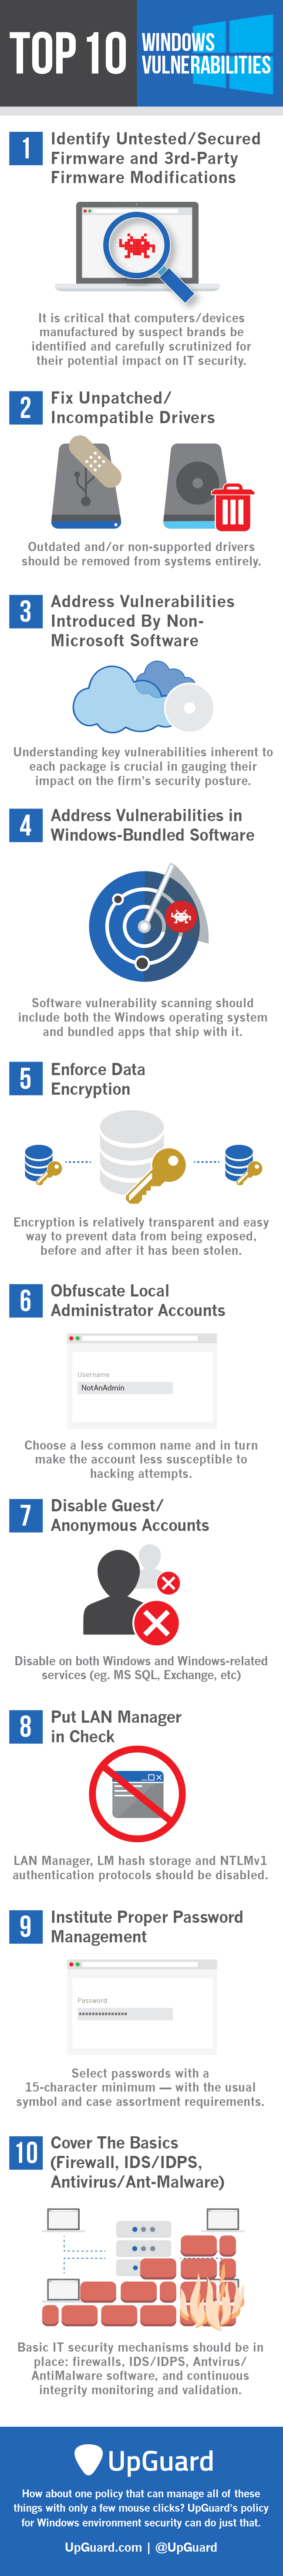 TOP 10
WINDOWS
VULNERABILITIES
1
Identify Untested/Secured
Firmware and 3rd-Party
Firmware Modifications
It is critical that computers/devices
manufactured by suspect brands be
identified and carefully scrutinized for
their potential impact on IT security.
2
Fix Unpatched/
Incompatible Drivers
Outdated and/or non-supported drivers
should be removed from systems entirely.
3
Address Vulnerabilities
Introduced By Non-
Microsoft Software
Understanding key vulnerabilities inherent to
each package is crucial in gauging their
impact on the firm's security posture.
4
Address Vulnerabilities in
Windows-Bundled Software
Software vulnerability scanning should
include both the Windows operating system
and bundled apps that ship with it.
5
Enforce Data
Encryption
Encryption is relatively transparent and easy
way to prevent data from being exposed,
before and after it has been stolen.
6
Obfuscate Local
Administrator Accounts
Username
NotAnAdmin
Choose a less common name and in turn
make the account less susceptible to
hacking attempts.
7
Disable Guest/
Anonymous Accounts
Disable on both Windows and Windows-related
services (eg. MS SQL, Exchange, etc)
8
Put LAN Manager
in Check
LAN Manager, LM hash storage and NTLMv1
authentication protocols should be disabled.
9
Institute Proper Password
Management
Password
***************
Select passwords with a
15-character minimum — with the usual
symbol and case assortment requirements.
10
Cover The Basics
(Firewall, IDS/IDPS,
Antivirus/Ant-Malware)
Basic IT security mechanisms should be in
place: firewalls, IDS/IDPS, Antvirus/
AntiMalware software, and continuous
integrity monitoring and validation.
UpGuard
How about one policy that can manage all of these
things with only a few mouse clicks? UpGuard's policy
for Windows environment security can do just that.
UpGuard.com | @UpGuard